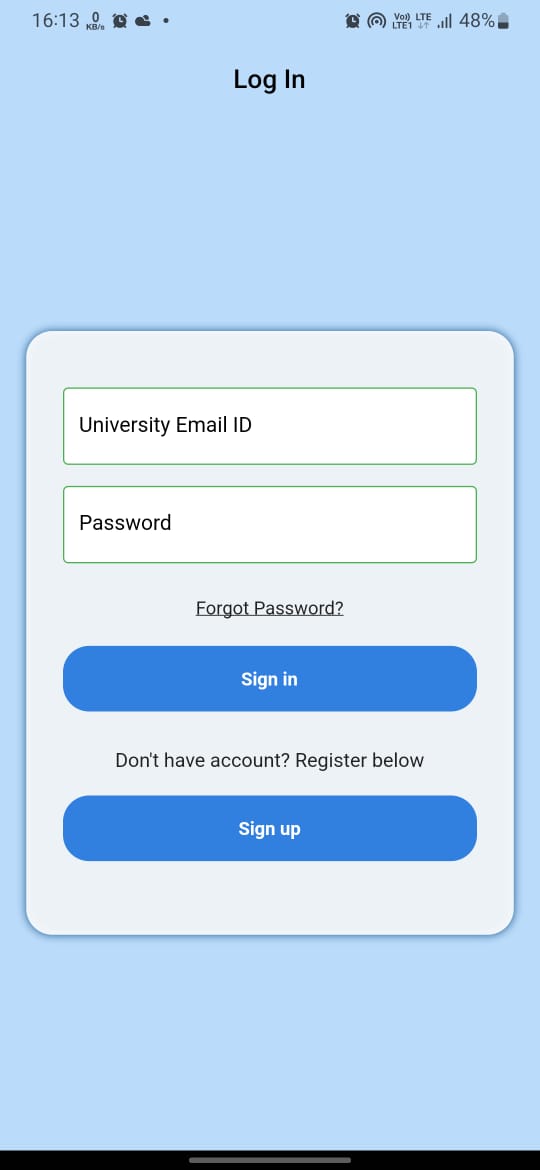 16:13 0 KB/s Vo)) LTE1 LTE 48%
Log In
University Email ID
Password
Forgot Password?
Sign in
Don't have account? Register below
Sign up